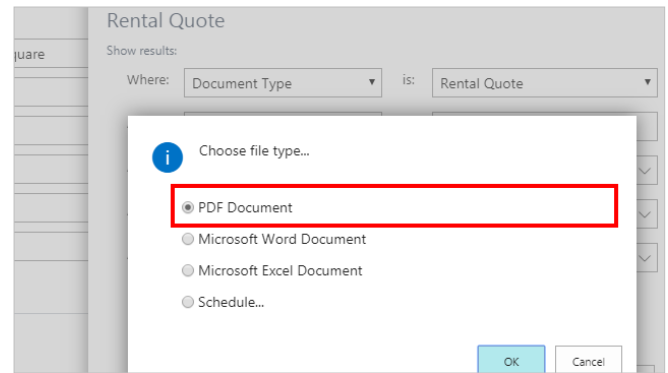 Rental Quote
Show results:
Where: Document Type is: Rental Quote
Choose file type...
PDF Document
Microsoft Word Document
Microsoft Excel Document
Schedule...
OK Cancel